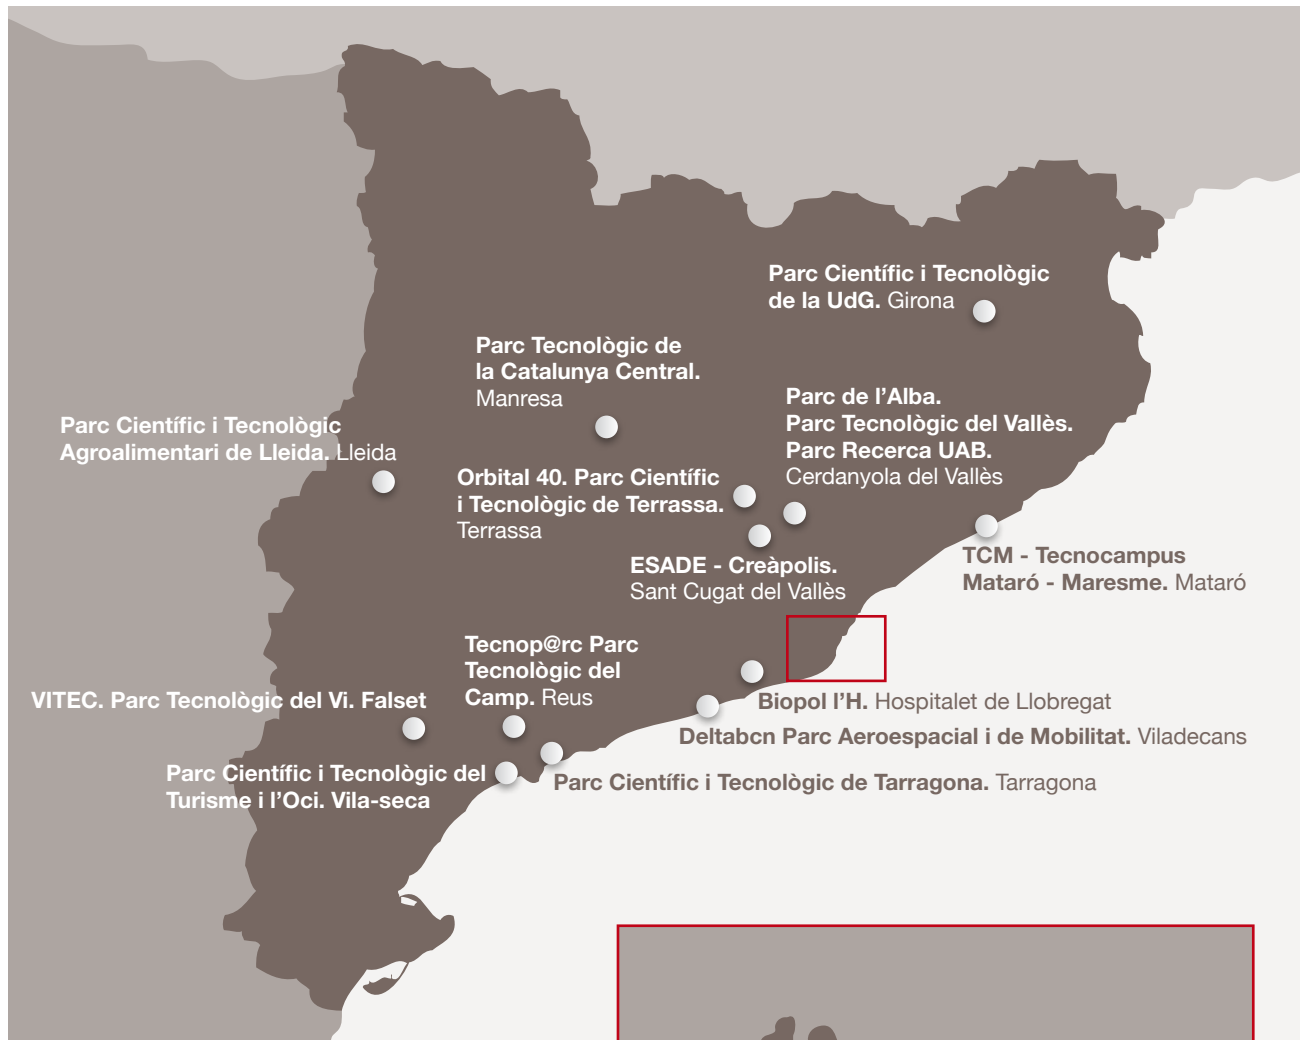 Parc Científic i Tecnològic
de la UdG. Girona
Parc Tecnològic de
la Catalunya Central.
Manresa
Parc de l’Alba.
Parc Tecnològic del Vallès.
Parc Recerca UAB.
Cerdanyola del Vallès
Parc Científic i Tecnològic
Agroalimentari de Lleida. Lleida
Orbital 40. Parc Científic
i Tecnològic de Terrassa.
Terrassa
ESADE - Creàpolis.
Sant Cugat del Vallès
TCM - Tecnocampus
Mataró - Maresme. Mataró
Tecnop@rc Parc
Tecnològic del
Camp. Reus
VITEC. Parc Tecnològic del Vi. Falset
Biopol l’H. Hospitalet de Llobregat
Deltabcn Parc Aeroespacial i de Mobilitat. Viladecans
Parc Científic i Tecnològic del
Turisme i l’Oci. Vila-seca
Parc Científic i Tecnològic de Tarragona. Tarragona